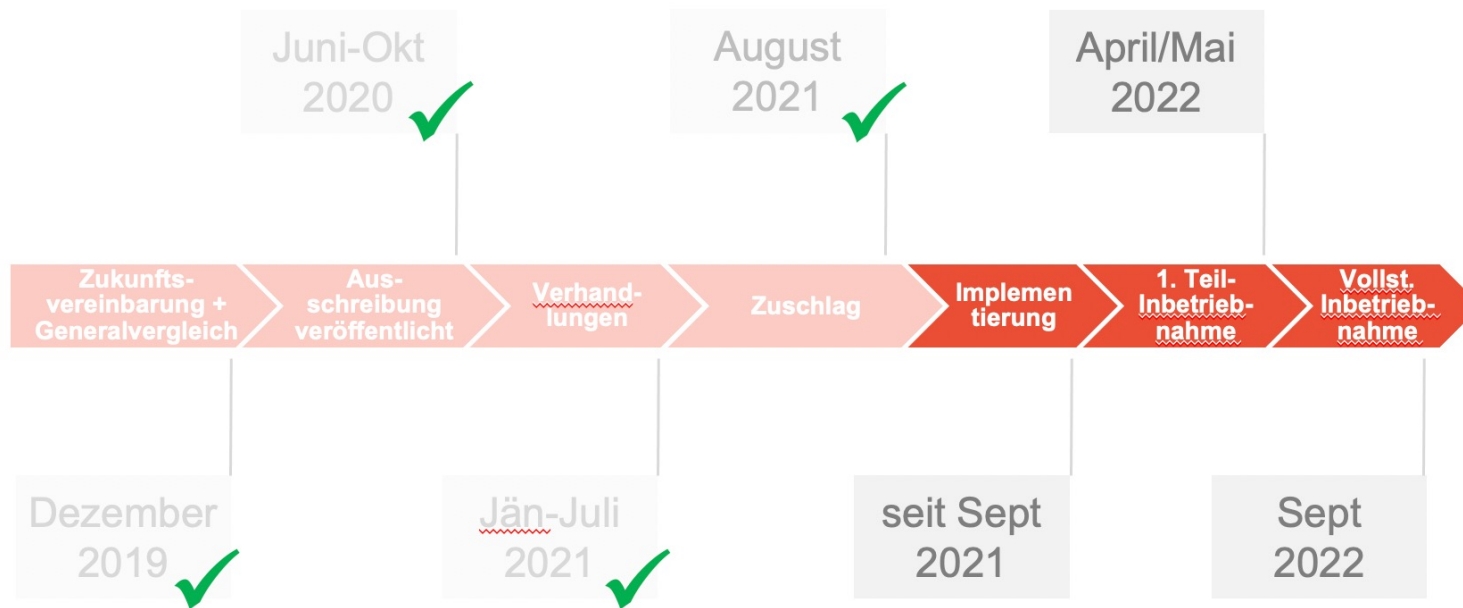 Juni-Okt
2020
August
2021
April/Mai
2022
Zukunfts-
vereinbarung +
Generalvergleich
Aus-
schreibung
veröffentlicht
Verhand-
lungen
Zuschlag
Implemen
tierung
1. Teil-
Inbetrieb-
nahme
Vollst.
Inbetrieb-
nahme
Dezember
2019
Jän-Juli
2021
seit Sept
2021
Sept
2022